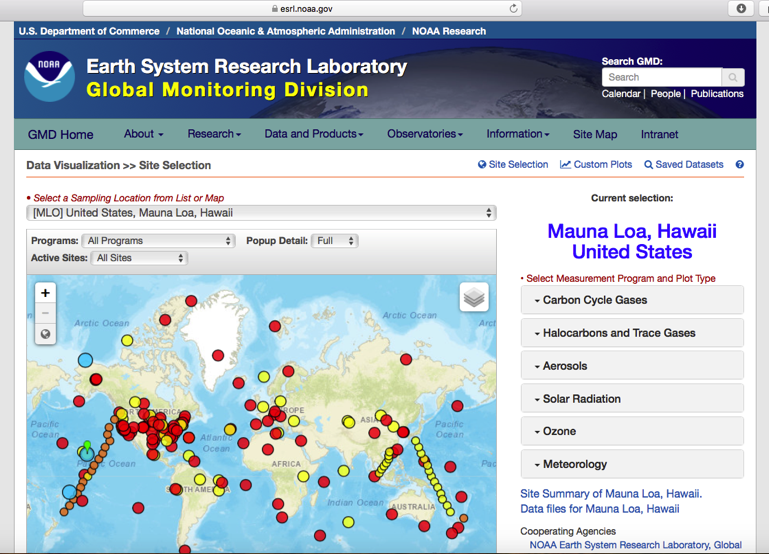 esrl.noaa.gov
U.S. Department of Commerce / National Oceanic & Atmospheric Administration / NOAA Research
NOAA
Earth System Research Laboratory
Global Monitoring Division
Search GMD:
Search
Calendar | People | Publications
GMD Home About Research Data and Products Observatories Information Site Map Intranet
Data Visualization >> Site Selection
Site Selection Custom Plots Saved Datasets ?
• Select a Sampling Location from List or Map
[MLO] United States, Mauna Loa, Hawaii
Programs: All Programs Popup Detail: Full
Active Sites: All Sites
+
−
Arctic Ocean
Arctic Ocean
Pacific Ocean
Atlantic Ocean
AFRICA
Indian Ocean
AUSTRALIA
Pacific Ocean
Current selection:
Mauna Loa, Hawaii
United States
• Select Measurement Program and Plot Type
Carbon Cycle Gases
Halocarbons and Trace Gases
Aerosols
Solar Radiation
Ozone
Meteorology
Site Summary of Mauna Loa, Hawaii.
Data files for Mauna Loa, Hawaii
Cooperating Agencies
NOAA Earth System Research Laboratory, Global